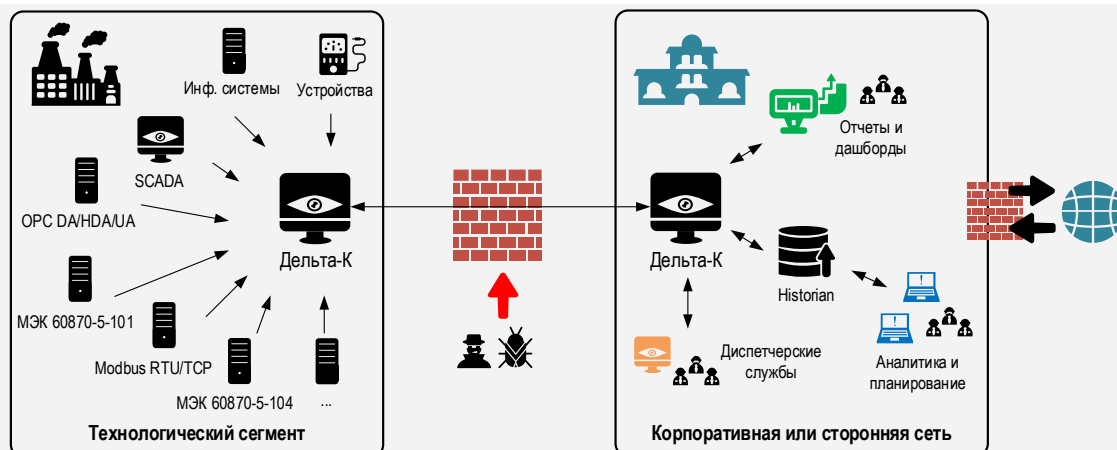 Инф. системы
Устройства
SCADA
OPC DA/HDA/UA
Дельта-К
МЭК 60870-5-101
Modbus RTU/TCP
МЭК 60870-5-104
...
Технологический сегмент
Отчеты и
дашборды
Дельта-К
Historian
Диспетчерские
службы
Аналитика и
планирование
Корпоративная или сторонняя сеть